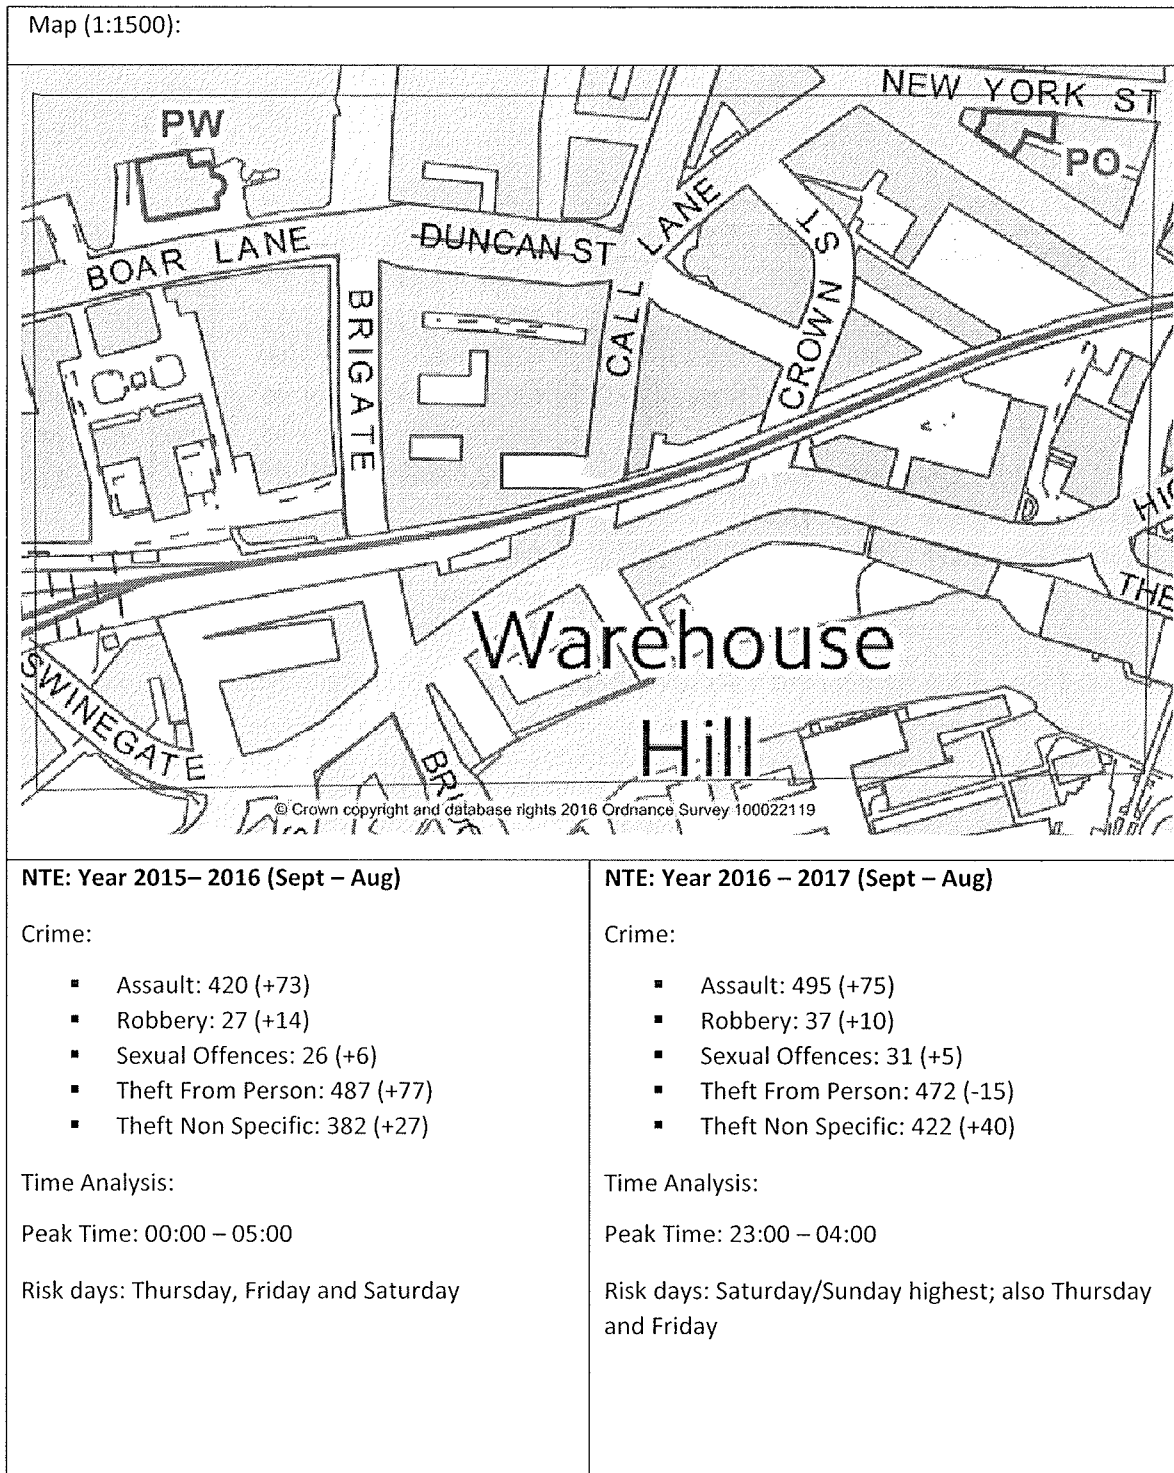 Map (1:1500):
NEW YORK ST
PW
PO
BOAR LANE
DUNCAN ST
CALL LANE
CROWN ST
BRIGATE
HIG
THE
Warehouse
Hill
SWINEGATE
BRI
© Crown copyright and database rights 2016 Ordnance Survey 100022119
NTE: Year 2015– 2016 (Sept – Aug)
Crime:
▪ Assault: 420 (+73)
▪ Robbery: 27 (+14)
▪ Sexual Offences: 26 (+6)
▪ Theft From Person: 487 (+77)
▪ Theft Non Specific: 382 (+27)
Time Analysis:
Peak Time: 00:00 – 05:00
Risk days: Thursday, Friday and Saturday
NTE: Year 2016 – 2017 (Sept – Aug)
Crime:
▪ Assault: 495 (+75)
▪ Robbery: 37 (+10)
▪ Sexual Offences: 31 (+5)
▪ Theft From Person: 472 (-15)
▪ Theft Non Specific: 422 (+40)
Time Analysis:
Peak Time: 23:00 – 04:00
Risk days: Saturday/Sunday highest; also Thursday
and Friday